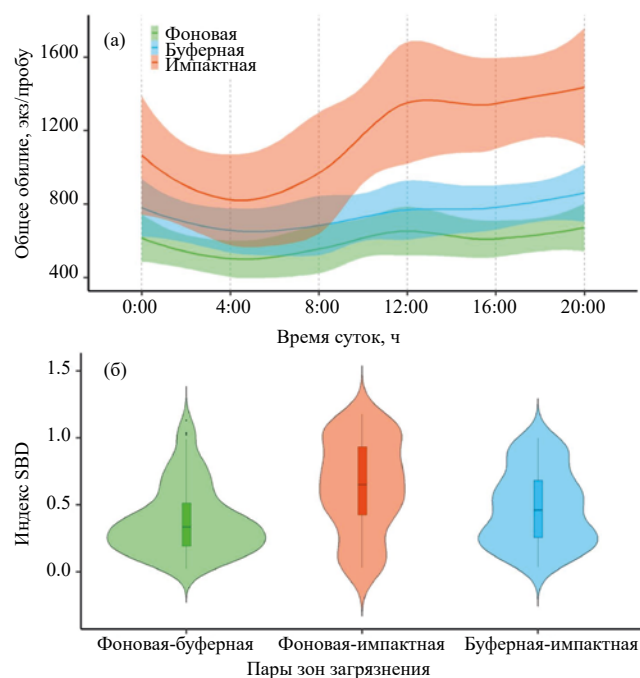 (а)
Фоновая
Буферная
Импактная
Общее обилие, экз/пробу
1600
1200
800
400
0:00 4:00 8:00 12:00 16:00 20:00
Время суток, ч
(б)
Индекс SBD
1.5
1.0
0.5
0.0
Фоновая-буферная Фоновая-импактная Буферная-импактная
Пары зон загрязнения